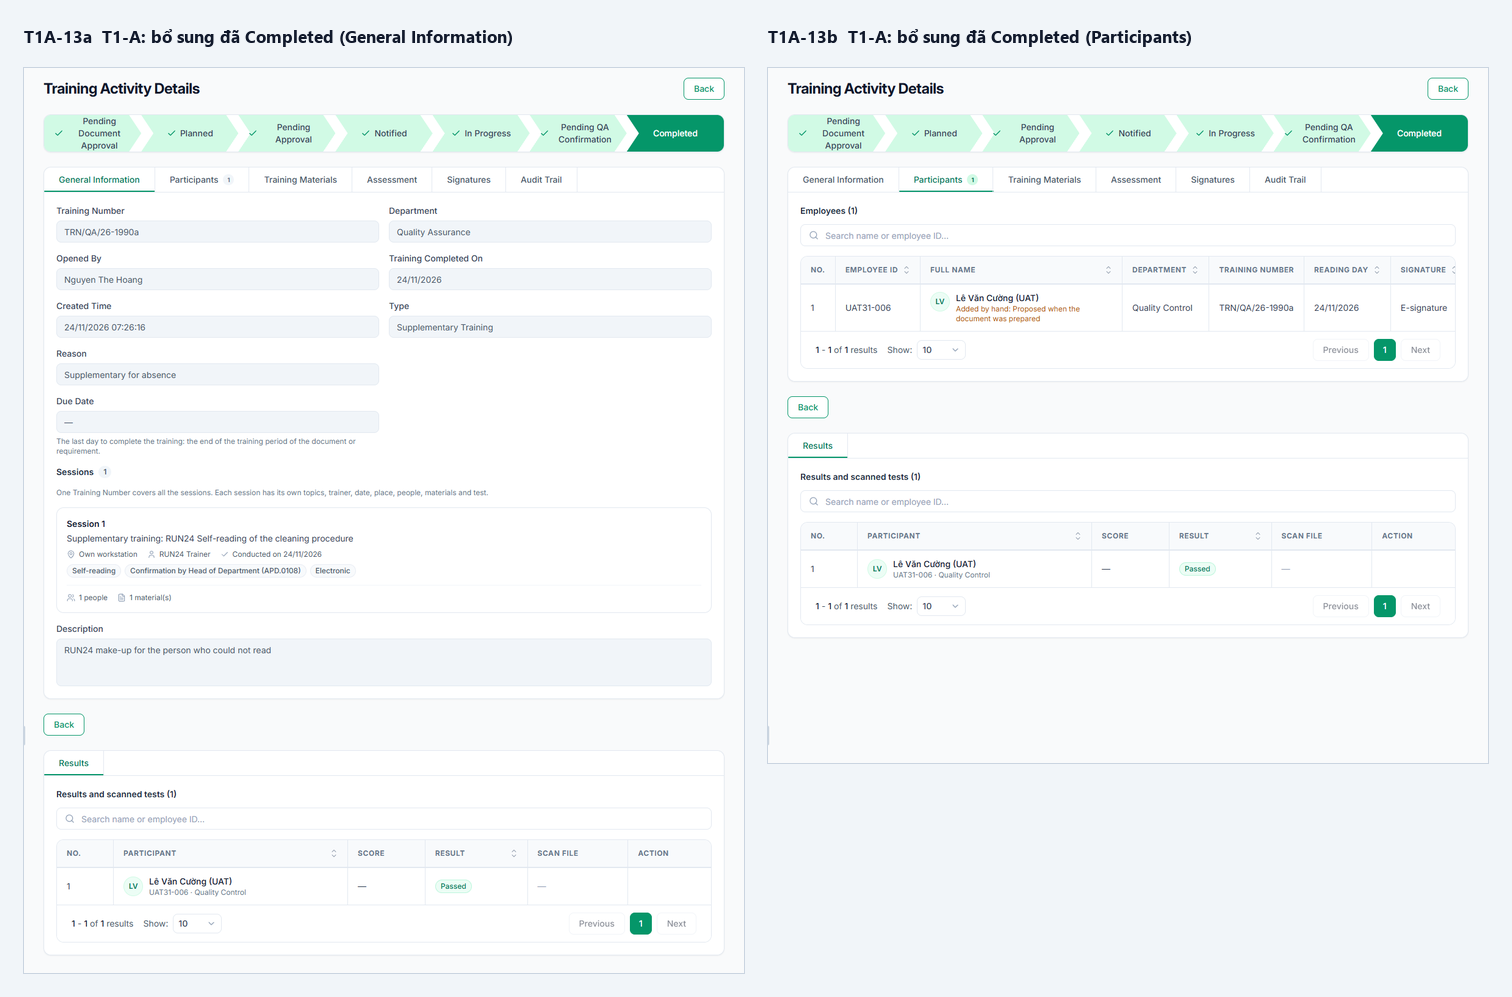 T1A-13a T1-A: bổ sung đã Completed (General Information)
Training Activity Details
Back
Pending Document Approval
Planned
Pending Approval
Notified
In Progress
Pending QA Confirmation
Completed
General Information
Participants 1
Training Materials
Assessment
Signatures
Audit Trail
Training Number
Department
TRN/QA/26-1990a
Quality Assurance
Opened By
Training Completed On
Nguyen The Hoang
24/11/2026
Created Time
Type
24/11/2026 07:26:16
Supplementary Training
Reason
Supplementary for absence
Due Date
—
The last day to complete the training: the end of the training period of the document or
requirement.
Sessions 1
One Training Number covers all the sessions. Each session has its own topics, trainer, date, place, people, materials and test.
Session 1
Supplementary training: RUN24 Self-reading of the cleaning procedure
Own workstation RUN24 Trainer Conducted on 24/11/2026
Self-reading Confirmation by Head of Department (APD.0108) Electronic
1 people 1 material(s)
Description
RUN24 make-up for the person who could not read
Back
Results
Results and scanned tests (1)
Search name or employee ID...
NO. PARTICIPANT SCORE RESULT SCAN FILE ACTION
1 LV Lê Văn Cường (UAT) — Passed —
UAT31-006 · Quality Control
1 - 1 of 1 results Show: 10 Previous 1 Next
T1A-13b T1-A: bổ sung đã Completed (Participants)
Training Activity Details
Back
Pending Document Approval
Planned
Pending Approval
Notified
In Progress
Pending QA Confirmation
Completed
General Information
Participants 1
Training Materials
Assessment
Signatures
Audit Trail
Employees (1)
Search name or employee ID...
NO. EMPLOYEE ID FULL NAME DEPARTMENT TRAINING NUMBER READING DAY SIGNATURE
1 UAT31-006 LV Lê Văn Cường (UAT) Quality Control TRN/QA/26-1990a 24/11/2026 E-signature
Added by hand: Proposed when the
document was prepared
1 - 1 of 1 results Show: 10 Previous 1 Next
Back
Results
Results and scanned tests (1)
Search name or employee ID...
NO. PARTICIPANT SCORE RESULT SCAN FILE ACTION
1 LV Lê Văn Cường (UAT) — Passed —
UAT31-006 · Quality Control
1 - 1 of 1 results Show: 10 Previous 1 Next